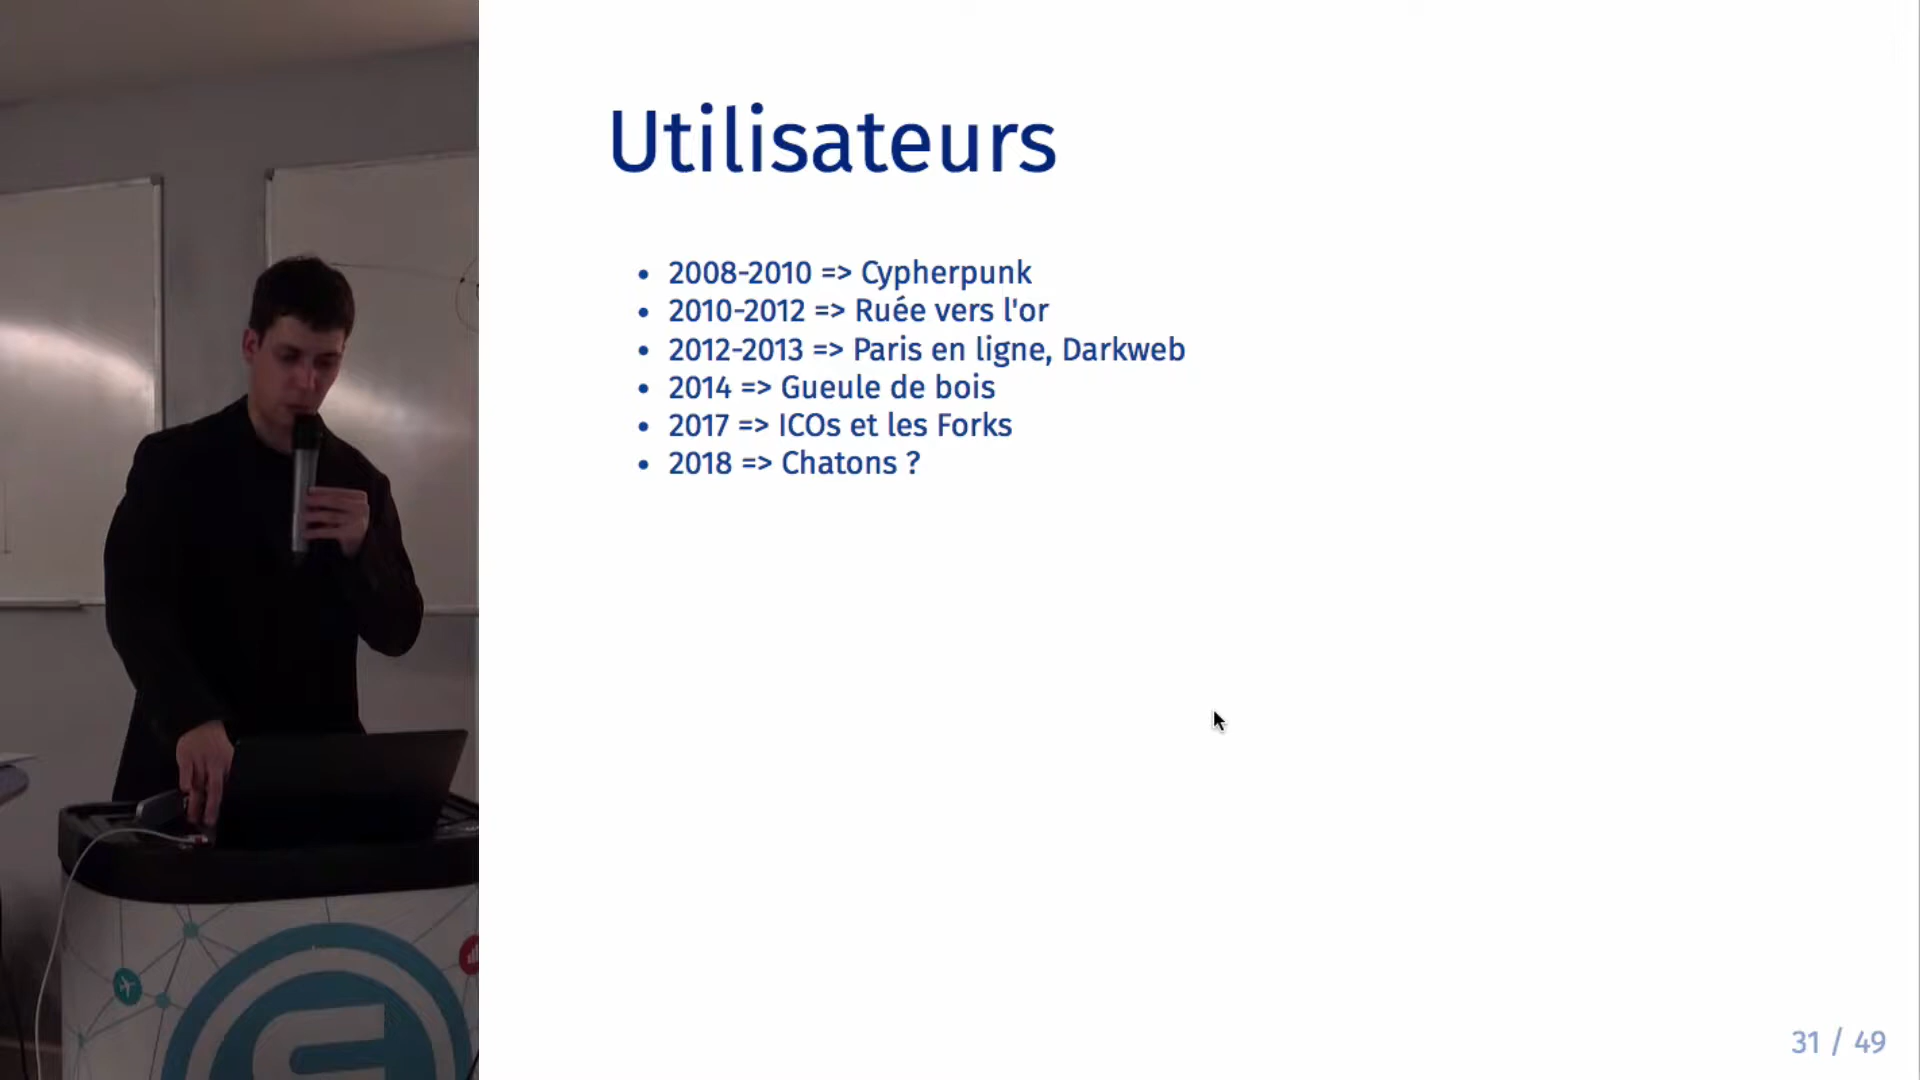 Utilisateurs
• 2008-2010 => Cypherpunk
• 2010-2012 => Ruée vers l'or
• 2012-2013 => Paris en ligne, Darkweb
• 2014 => Gueule de bois
• 2017 => ICOs et les Forks
• 2018 => Chatons ?
31 / 49